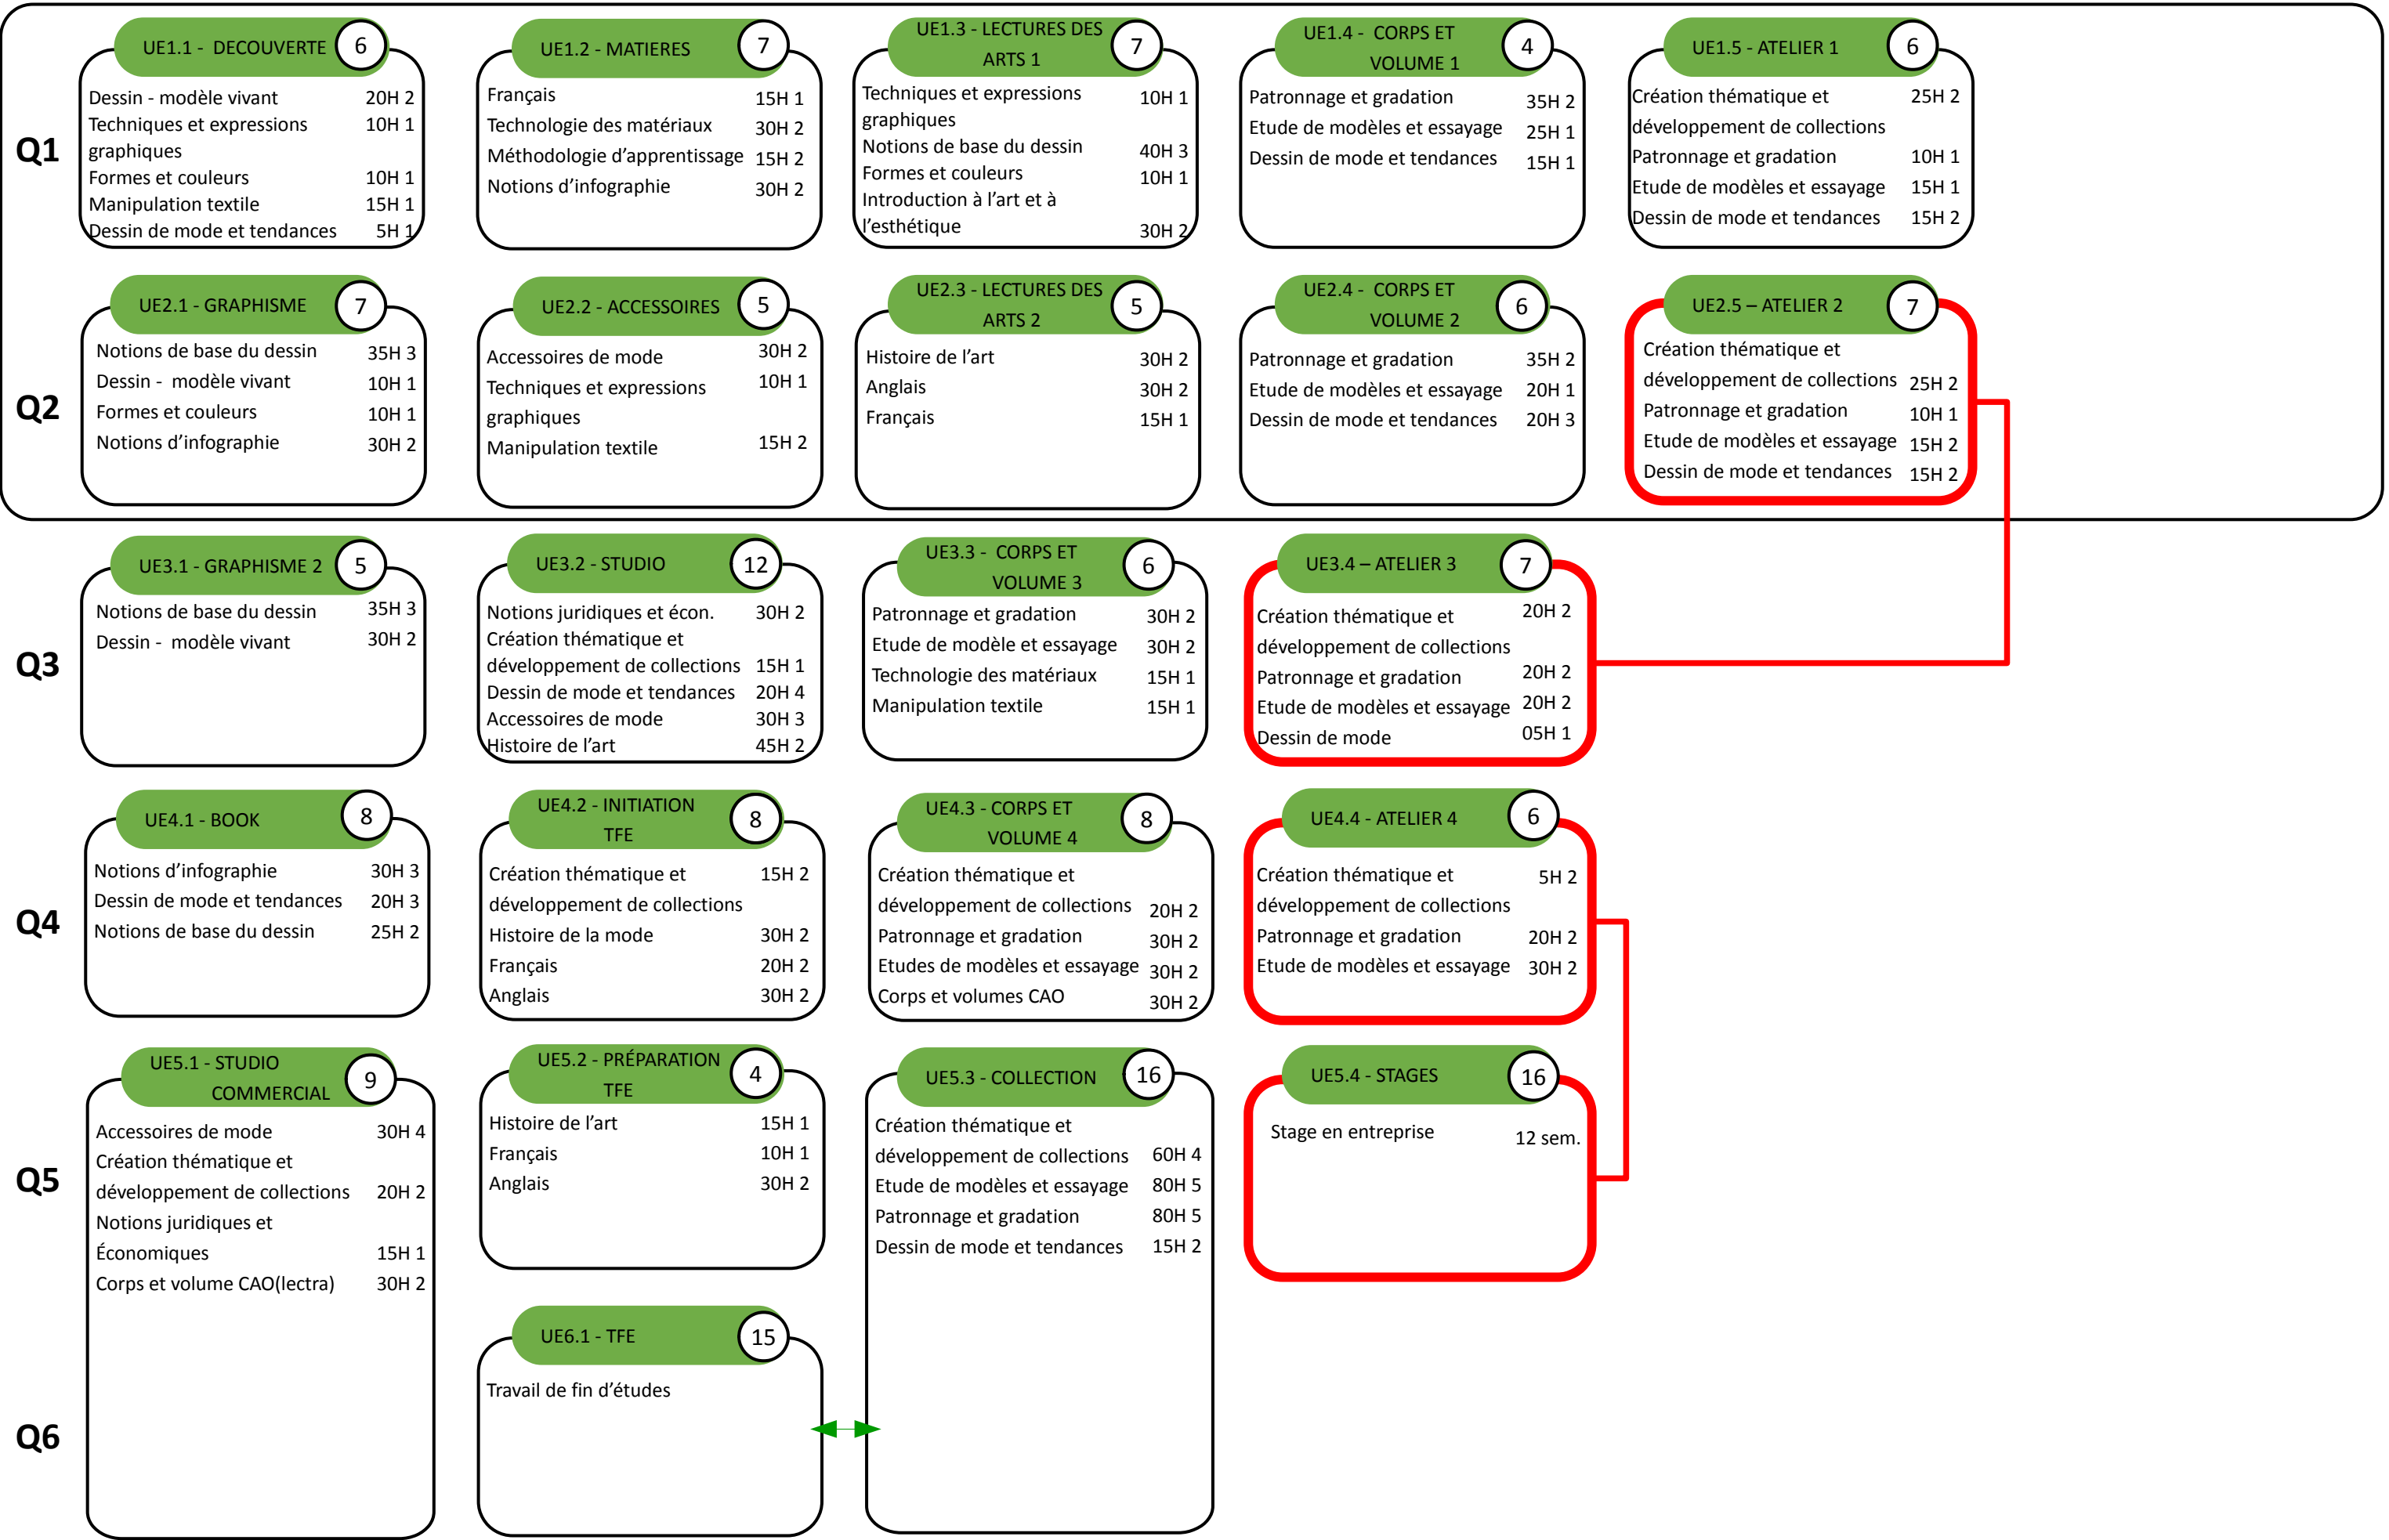 Q1
UE1.1 - DECOUVERTE 6
Dessin - modèle vivant 20H 2
Techniques et expressions 10H 1
graphiques
Formes et couleurs 10H 1
Manipulation textile 15H 1
Dessin de mode et tendances 5H 1
UE1.2 - MATIERES 7
Français 15H 1
Technologie des matériaux 30H 2
Méthodologie d'apprentissage 15H 2
Notions d'infographie 30H 2
UE1.3 - LECTURES DES
ARTS 1 7
Techniques et expressions 10H 1
graphiques
Notions de base du dessin 40H 3
Formes et couleurs 10H 1
Introduction à l'art et à
l'esthétique 30H 2
UE1.4 - CORPS ET
VOLUME 1 4
Patronnage et gradation 35H 2
Etude de modèles et essayage 25H 1
Dessin de mode et tendances 15H 1
UE1.5 - ATELIER 1 6
Création thématique et 25H 2
développement de collections
Patronnage et gradation 10H 1
Etude de modèles et essayage 15H 1
Dessin de mode et tendances 15H 2
Q2
UE2.1 - GRAPHISME 7
Notions de base du dessin 35H 3
Dessin - modèle vivant 10H 1
Formes et couleurs 10H 1
Notions d'infographie 30H 2
UE2.2 - ACCESSOIRES 5
Accessoires de mode 30H 2
Techniques et expressions 10H 1
graphiques
Manipulation textile 15H 2
UE2.3 - LECTURES DES
ARTS 2 5
Histoire de l'art 30H 2
Anglais 30H 2
Français 15H 1
UE2.4 - CORPS ET
VOLUME 2 6
Patronnage et gradation 35H 2
Etude de modèles et essayage 20H 1
Dessin de mode et tendances 20H 3
UE2.5 – ATELIER 2 7
Création thématique et
développement de collections 25H 2
Patronnage et gradation 10H 1
Etude de modèles et essayage 15H 2
Dessin de mode et tendances 15H 2
Q3
UE3.1 - GRAPHISME 2 5
Notions de base du dessin 35H 3
Dessin - modèle vivant 30H 2
UE3.2 - STUDIO 12
Notions juridiques et écon. 30H 2
Création thématique et
développement de collections 15H 1
Dessin de mode et tendances 20H 4
Accessoires de mode 30H 3
Histoire de l'art 45H 2
UE3.3 - CORPS ET
VOLUME 3 6
Patronnage et gradation 30H 2
Etude de modèle et essayage 30H 2
Technologie des matériaux 15H 1
Manipulation textile 15H 1
UE3.4 – ATELIER 3 7
Création thématique et 20H 2
développement de collections
Patronnage et gradation 20H 2
Etude de modèles et essayage 20H 2
Dessin de mode 05H 1
Q4
UE4.1 - BOOK 8
Notions d'infographie 30H 3
Dessin de mode et tendances 20H 3
Notions de base du dessin 25H 2
UE4.2 - INITIATION
TFE 8
Création thématique et 15H 2
développement de collections
Histoire de la mode 30H 2
Français 20H 2
Anglais 30H 2
UE4.3 - CORPS ET
VOLUME 4 8
Création thématique et
développement de collections 20H 2
Patronnage et gradation 30H 2
Etudes de modèles et essayage 30H 2
Corps et volumes CAO 30H 2
UE4.4 - ATELIER 4 6
Création thématique et 5H 2
développement de collections
Patronnage et gradation 20H 2
Etude de modèles et essayage 30H 2
Q5
UE5.1 - STUDIO
COMMERCIAL 9
Accessoires de mode 30H 4
Création thématique et
développement de collections 20H 2
Notions juridiques et
Économiques 15H 1
Corps et volume CAO(lectra) 30H 2
UE5.2 - PRÉPARATION
TFE 4
Histoire de l'art 15H 1
Français 10H 1
Anglais 30H 2
UE5.3 - COLLECTION 16
Création thématique et
développement de collections 60H 4
Etude de modèles et essayage 80H 5
Patronnage et gradation 80H 5
Dessin de mode et tendances 15H 2
UE5.4 - STAGES 16
Stage en entreprise 12 sem.
Q6
UE6.1 - TFE 15
Travail de fin d'études